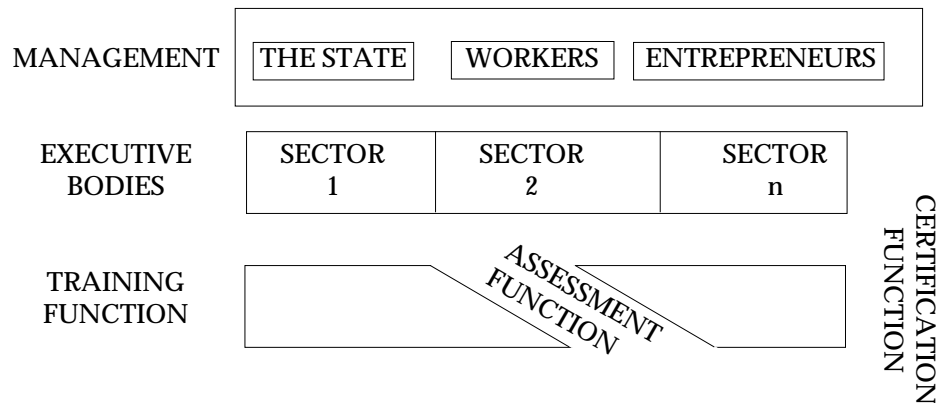 MANAGEMENT
THE STATE
WORKERS
ENTREPRENEURS
EXECUTIVE
BODIES
SECTOR
1
SECTOR
2
SECTOR
n
TRAINING
FUNCTION
ASSESSMENT
FUNCTION
CERTIFICATION
FUNCTION